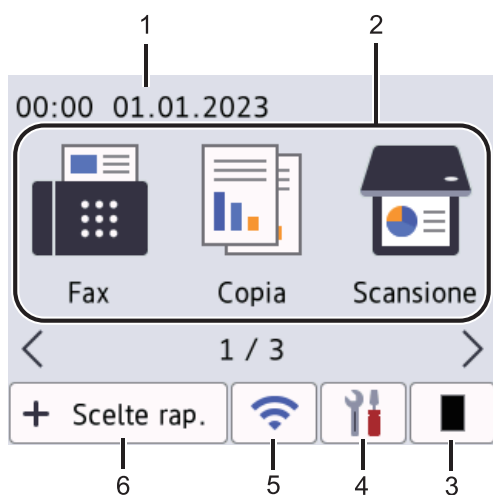 1 2
00:00 01.01.2023
Fax Copia Scansione
< 1 / 3 >
+ Scelte rap.
6 5 4 3